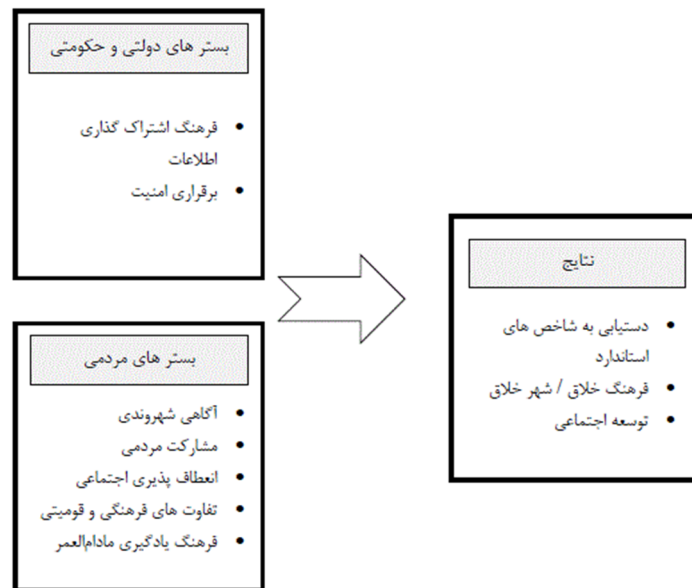 بستر های دولتی و حکومتی
• فرهنگ اشتراک گذاری
اطلاعات
• برقراری امنیت
بستر های مردمی
• آگاهی شهروندی
• مشارکت مردمی
• انعطاف پذیری اجتماعی
• تفاوت های فرهنگی و قومیتی
• فرهنگ یادگیری مادام‌العمر
نتایج
• دستیابی به شاخص های
استاندارد
• فرهنگ خلاق / شهر خلاق
• توسعه اجتماعی